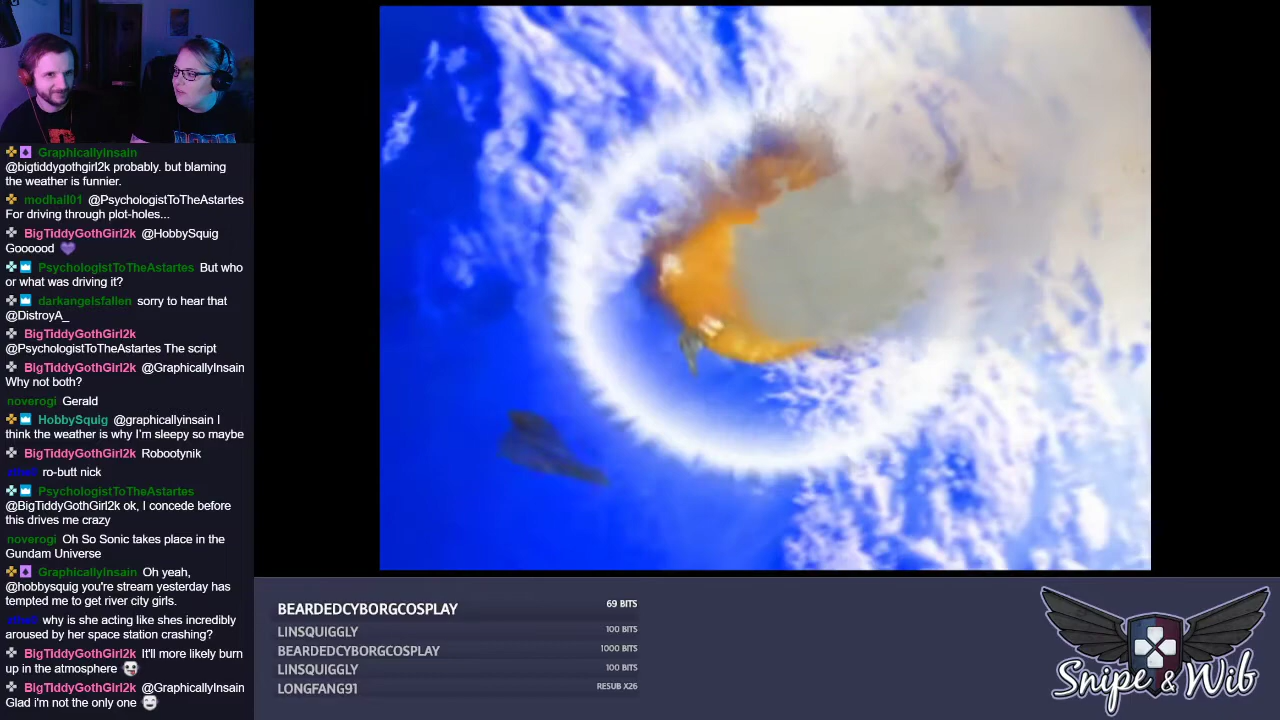 GraphicallyInsain
@bigtiddygothgirl2k probably. but blaming
the weather is funnier.
modhall01 @PsychologistToTheAstartes
For driving through plot-holes...
BigTiddyGothGirl2k @HobbySquig
Goooood
PsychologistToTheAstartes But who
or what was driving it?
darkangelsfallen sorry to hear that
@DistroyA_
BigTiddyGothGirl2k
@PsychologistToTheAstartes The script
BigTiddyGothGirl2k @GraphicallyInsain
Why not both?
noverogi Gerald
HobbySquig @graphicallyinsain I
think the weather is why I'm sleepy so maybe
BigTiddyGothGirl2k Robootynik
ro-butt nick
PsychologistToTheAstartes
@BigTiddyGothGirl2k ok, I concede before
this drives me crazy
noverogi Oh So Sonic takes place in the
Gundam Universe
GraphicallyInsain Oh yeah,
@hobbysquig you're stream yesterday has
tempted me to get river city girls.
why is she acting like shes incredibly
aroused by her space station crashing?
BigTiddyGothGirl2k It'll more likely burn
up in the atmosphere
BigTiddyGothGirl2k @GraphicallyInsain
Glad i'm not the only one
BEARDEDCYBORGCOSPLAY 69 BITS
LINSQUIGGLY 100 BITS
BEARDEDCYBORGCOSPLAY 1000 BITS
LINSQUIGGLY 100 BITS
LONGFANG91 RESUB X26
Snipe & Wib